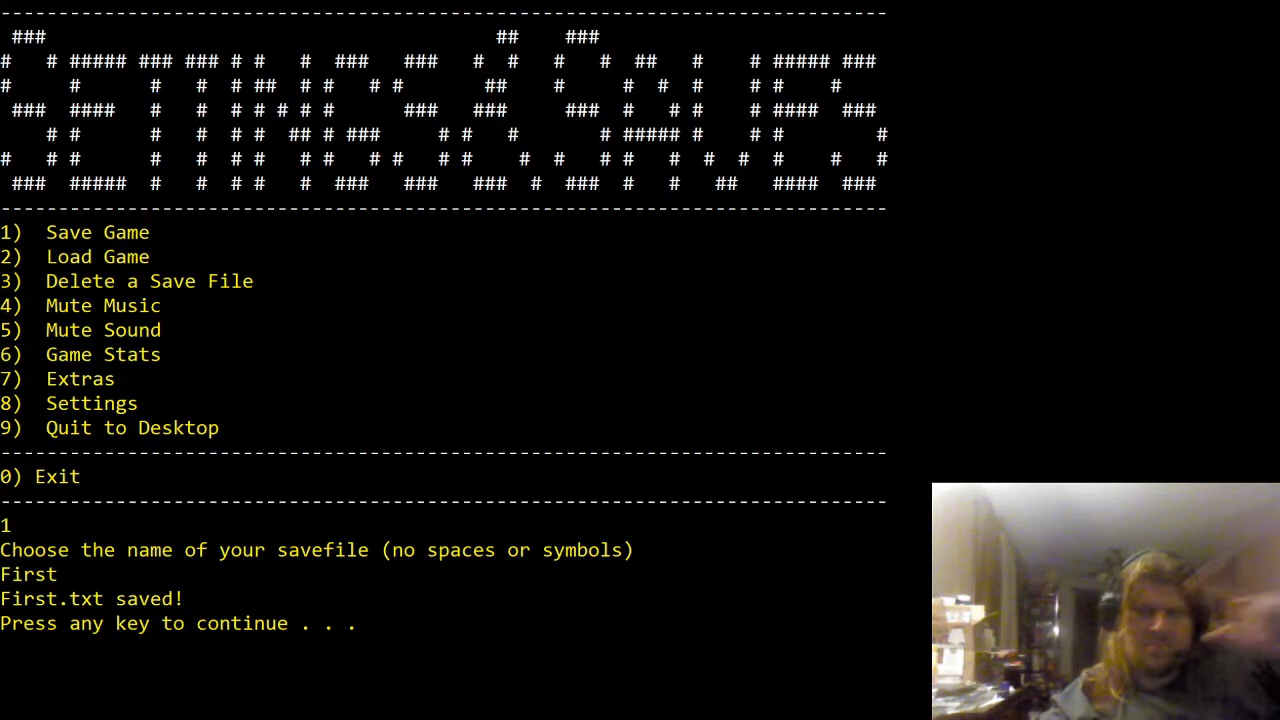 SETTINGS & SAVES
1) Save Game
2) Load Game
3) Delete a Save File
4) Mute Music
5) Mute Sound
6) Game Stats
7) Extras
8) Settings
9) Quit to Desktop
0) Exit
1
Choose the name of your savefile (no spaces or symbols)
First
First.txt saved!
Press any key to continue . . .